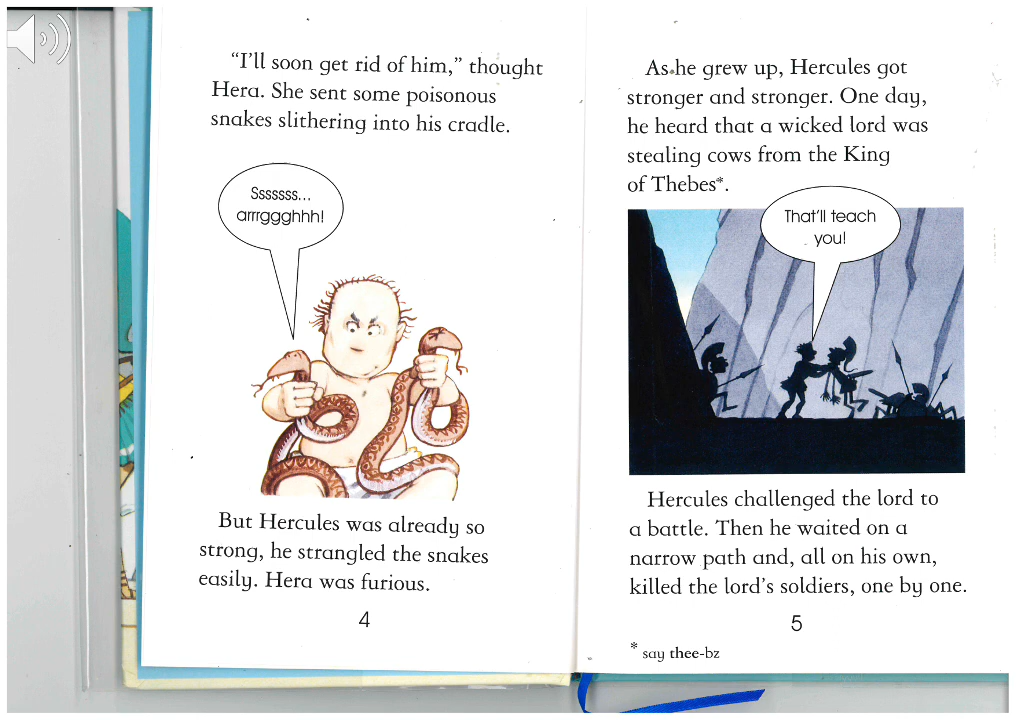 “I’ll soon get rid of him,” thought
Hera. She sent some poisonous
snakes slithering into his cradle.
Sssssss...
arrrggghhh!
But Hercules was already so
strong, he strangled the snakes
easily. Hera was furious.
4
As he grew up, Hercules got
stronger and stronger. One day,
he heard that a wicked lord was
stealing cows from the King
of Thebes*.
That’ll teach
you!
Hercules challenged the lord to
a battle. Then he waited on a
narrow path and, all on his own,
killed the lord’s soldiers, one by one.
5
* say thee-bz